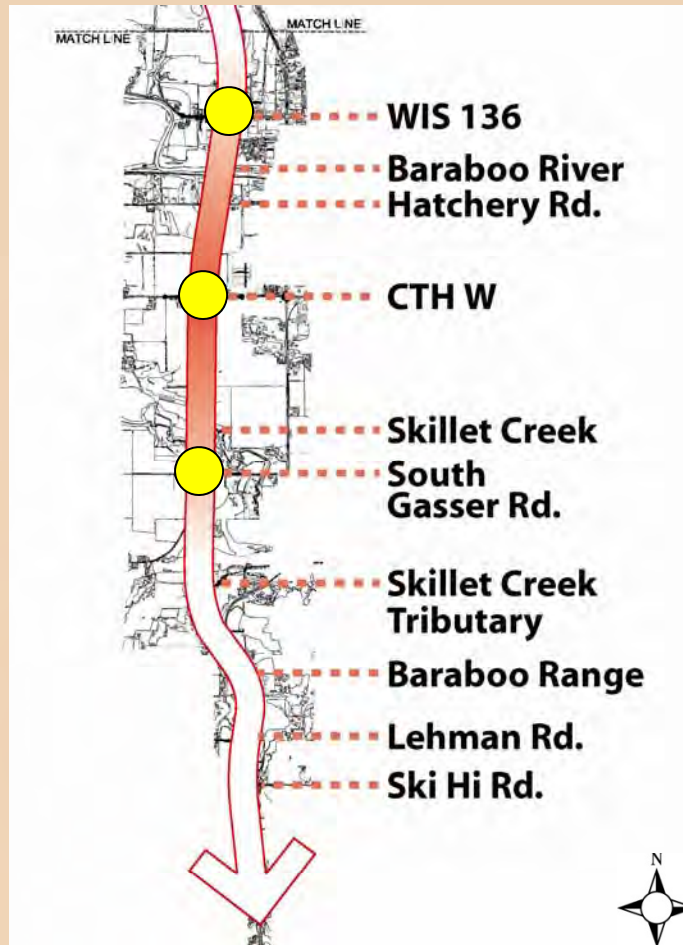 MATCH LINE
MATCH LINE
WIS 136
Baraboo River
Hatchery Rd.
CTH W
Skillet Creek
South
Gasser Rd.
Skillet Creek
Tributary
Baraboo Range
Lehman Rd.
Ski Hi Rd.
N